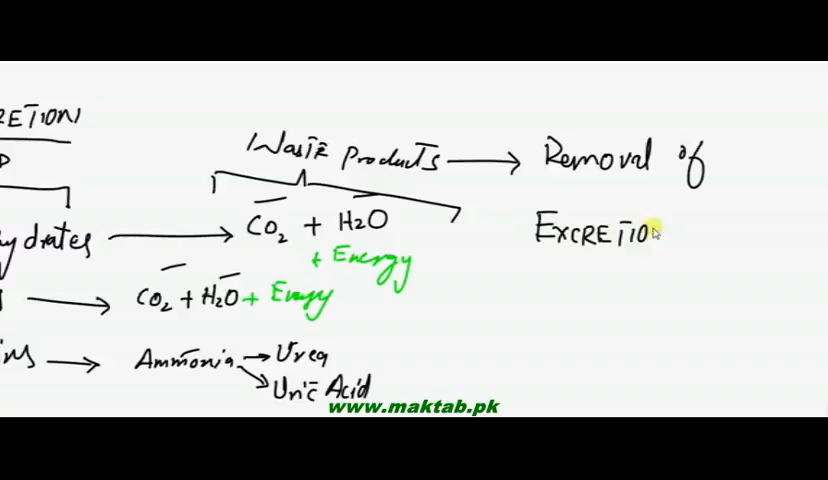 RETION
Waste Products → Removal of
ydrates → CO₂ + H₂O
EXCRETIO
+ Energy
→ CO₂ + H₂O + Energy
ins → Ammonia → Urea
→ Uric Acid
www.maktab.pk